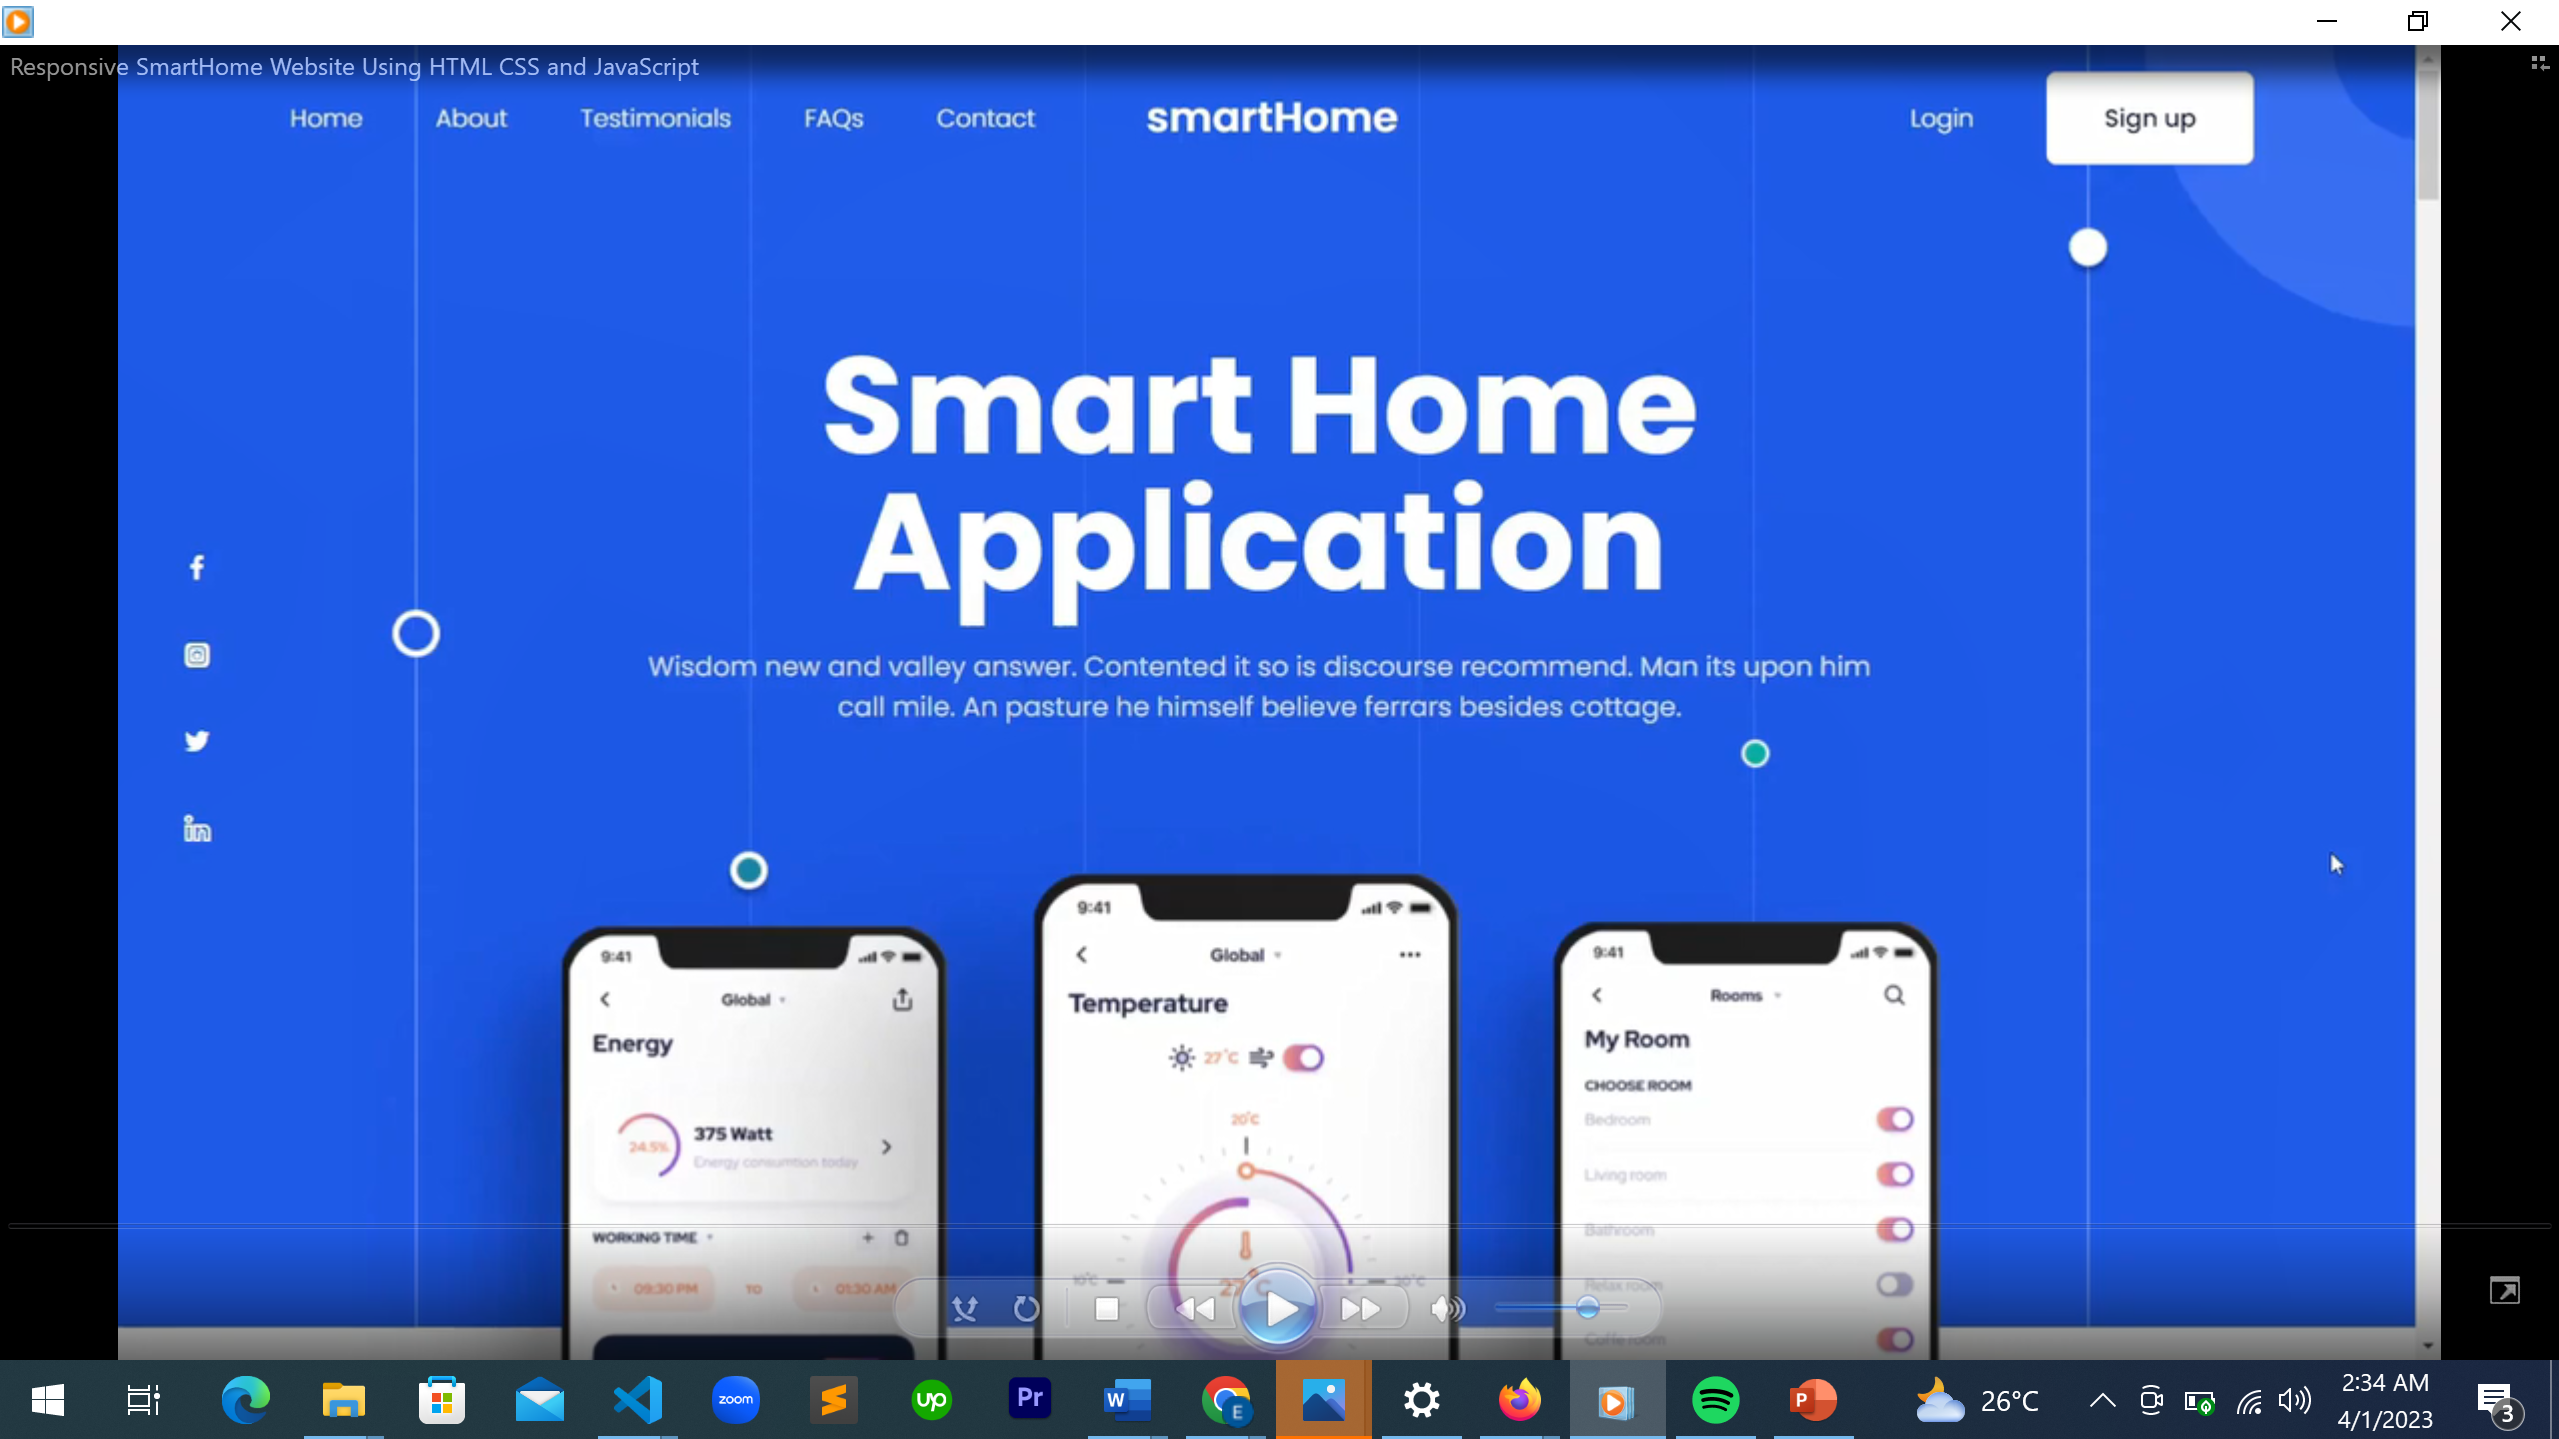 Responsive SmartHome Website Using HTML CSS and JavaScript
Home About Testimonials FAQs Contact smartHome Login Sign up
Smart Home
Application
Wisdom new and valley answer. Contented it so is discourse recommend. Man its upon him
call mile. An pasture he himself believe ferrars besides cottage.
9:41
Global
Energy
24.5%
375 Watt
Energy consumtion today
WORKING TIME
09:30 PM TO 01:30 AM
9:41
Global
Temperature
27°C
20°C
10°C
27°C
30°C
9:41
Rooms
My Room
CHOOSE ROOM
Bedroom
Living room
Bathroom
Relax room
Coffe room
zoom
up
Pr
W
E
P
26°C
2:34 AM
4/1/2023
3